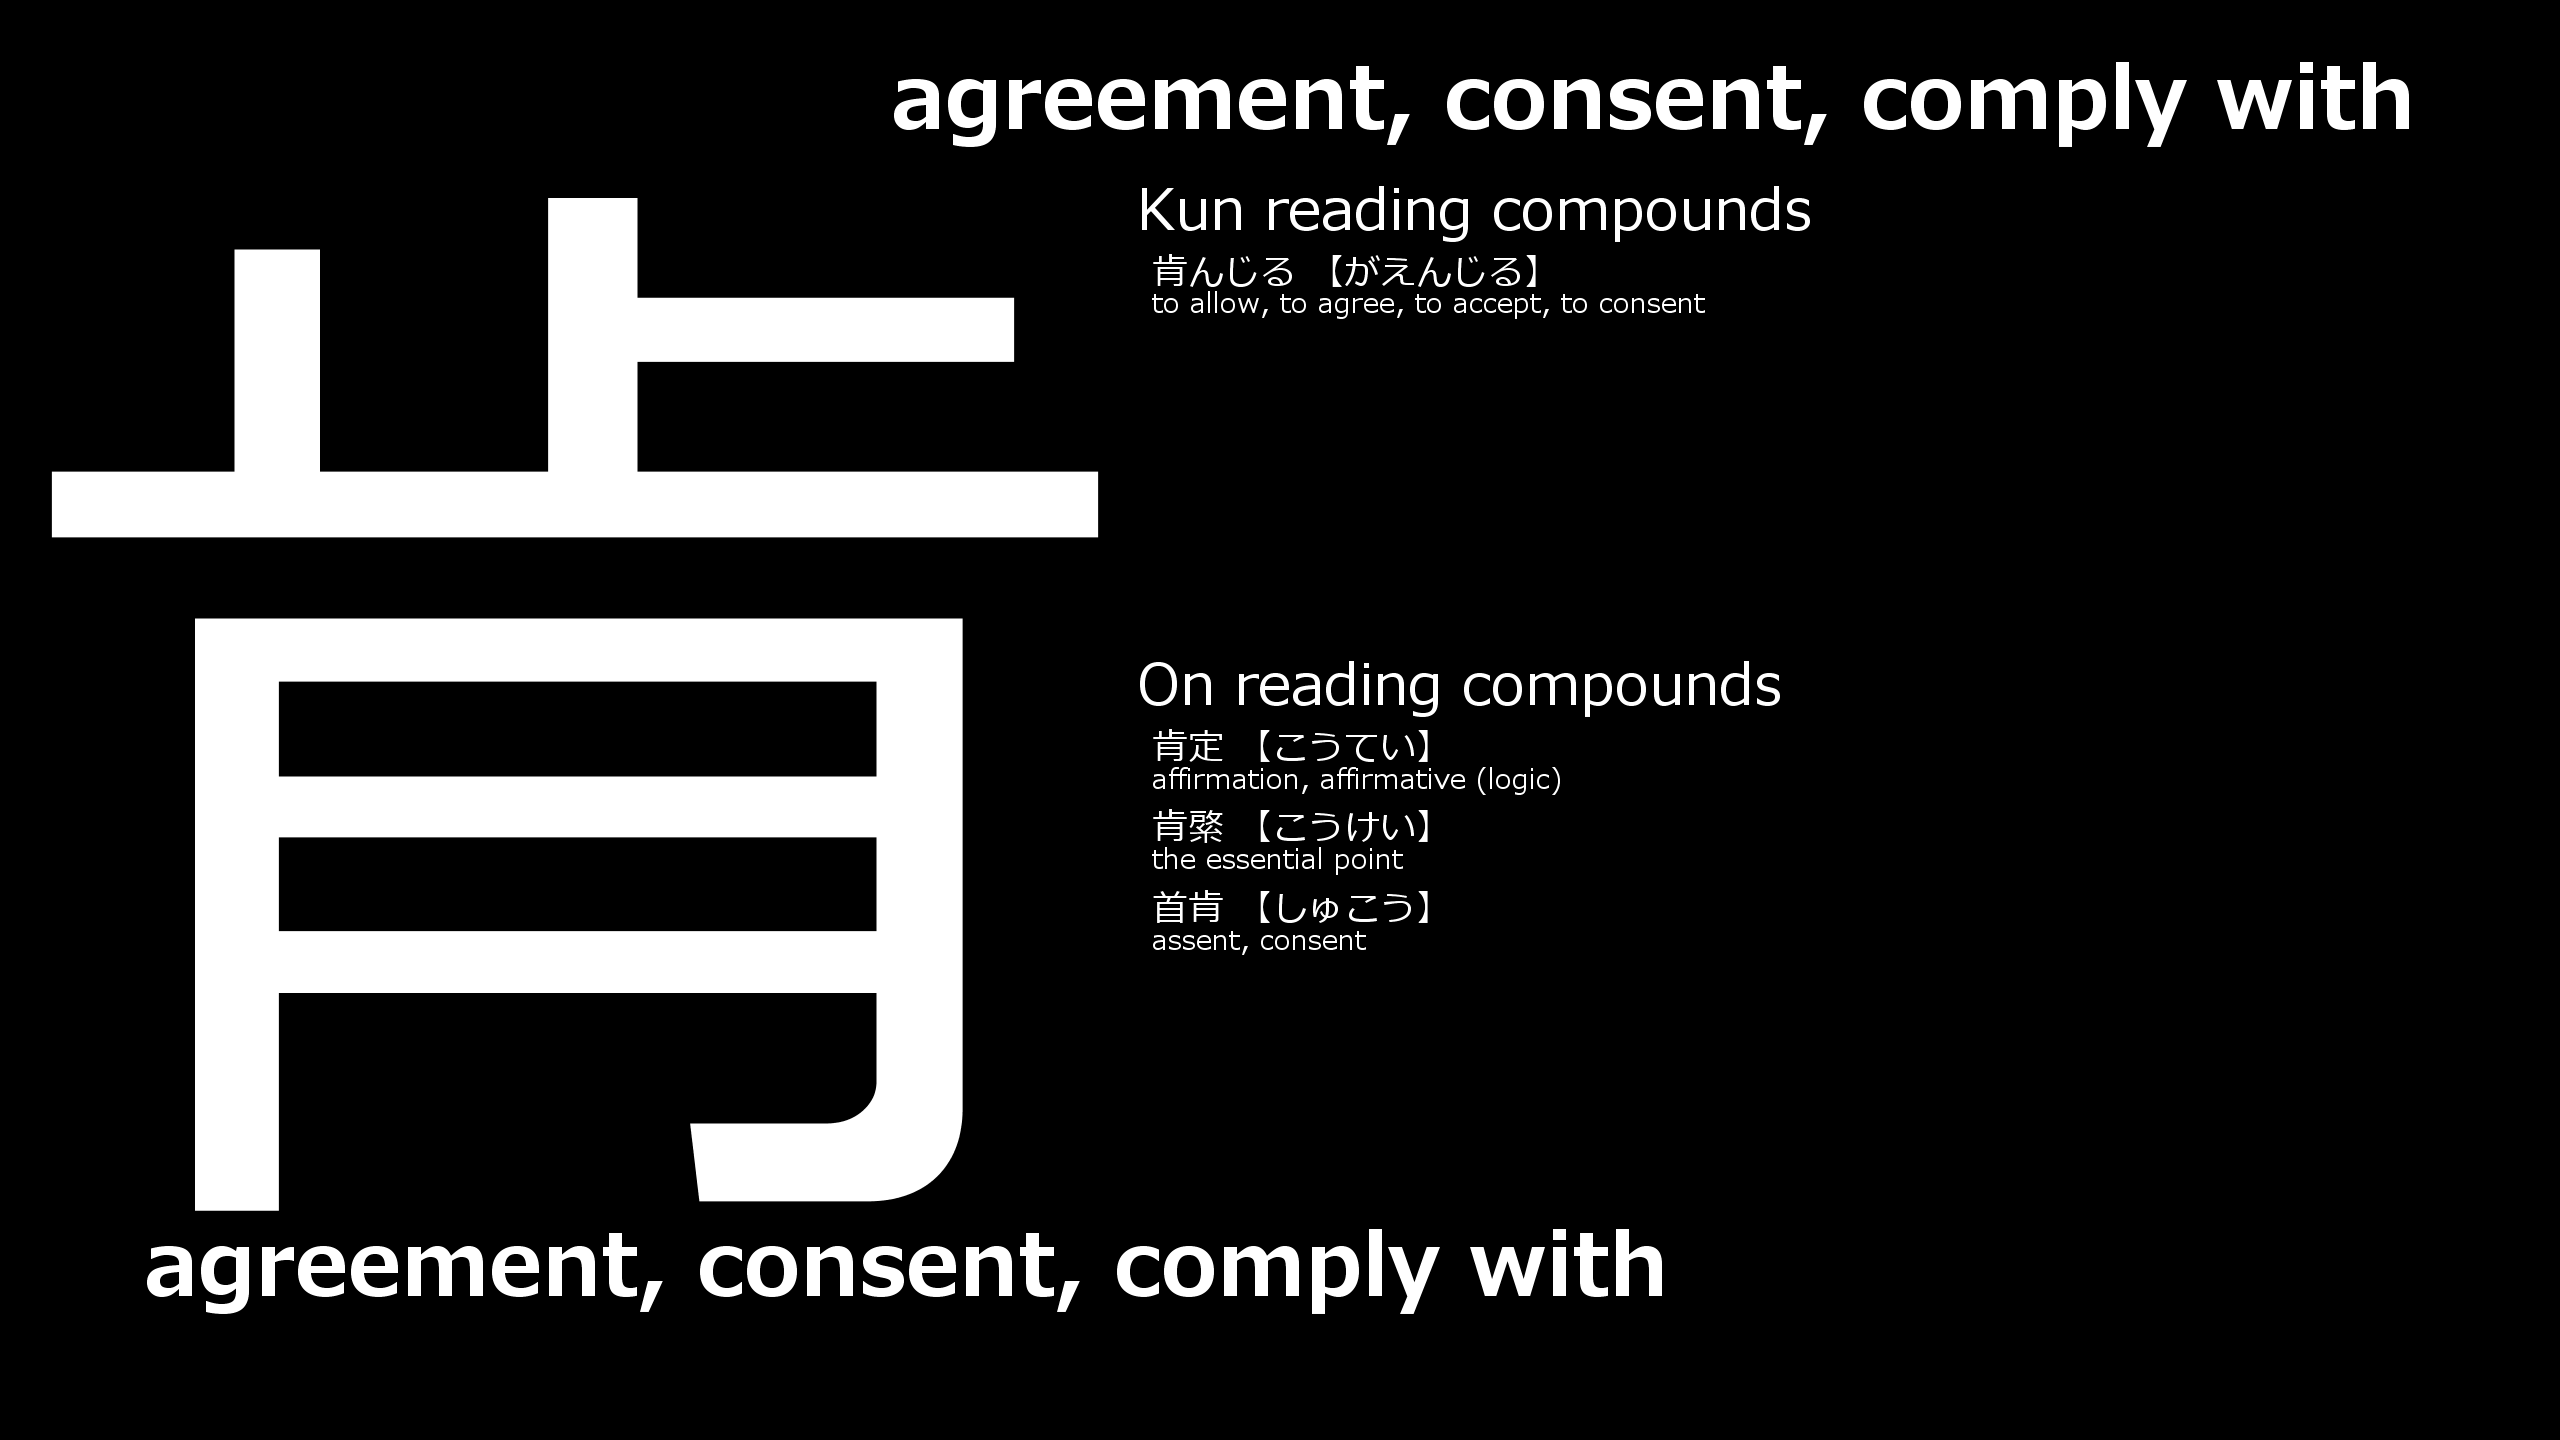 agreement, consent, comply with
肯
Kun reading compounds
肯んじる 【がえんじる】
to allow, to agree, to accept, to consent
On reading compounds
肯定 【こうてい】
affirmation, affirmative (logic)
肯綮 【こうけい】
the essential point
首肯 【しゅこう】
assent, consent
agreement, consent, comply with